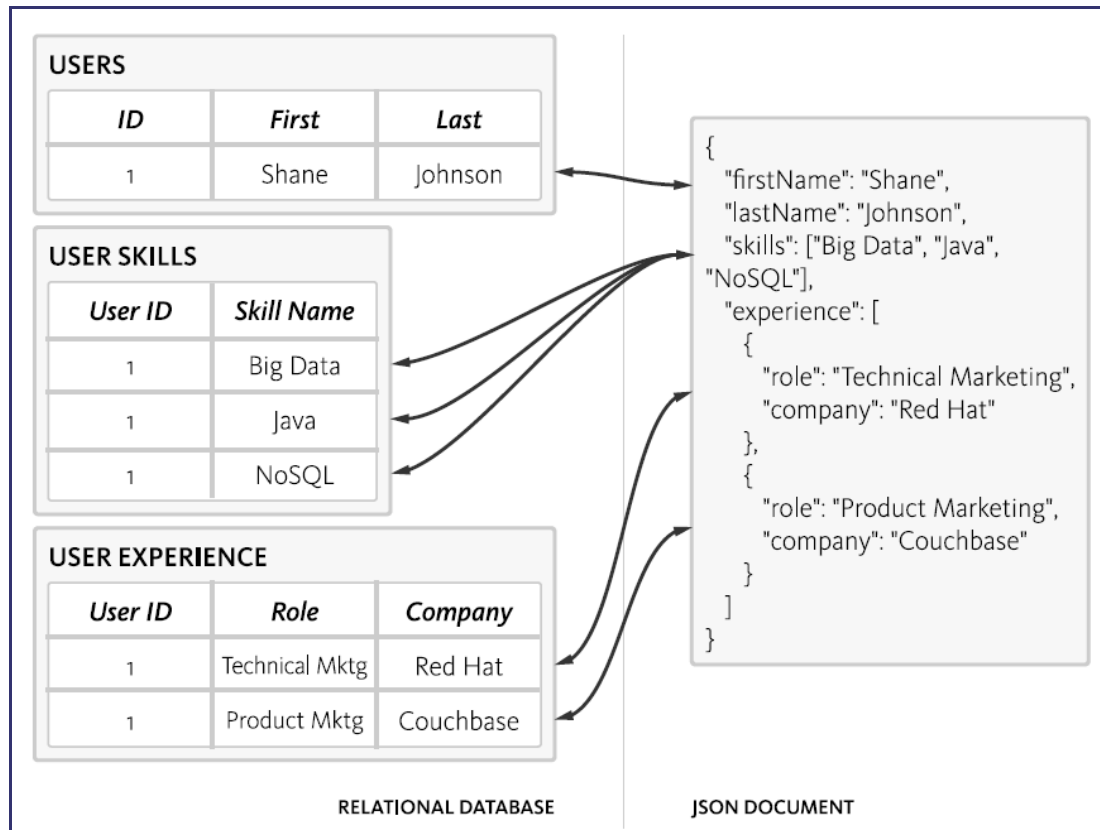 USERS
ID First Last
1 Shane Johnson
USER SKILLS
User ID Skill Name
1 Big Data
1 Java
1 NoSQL
USER EXPERIENCE
User ID Role Company
1 Technical Mktg Red Hat
1 Product Mktg Couchbase
RELATIONAL DATABASE
{
"firstName": "Shane",
"lastName": "Johnson",
"skills": ["Big Data", "Java",
"NoSQL"],
"experience": [
{
"role": "Technical Marketing",
"company": "Red Hat"
},
{
"role": "Product Marketing",
"company": "Couchbase"
}
]
}
JSON DOCUMENT